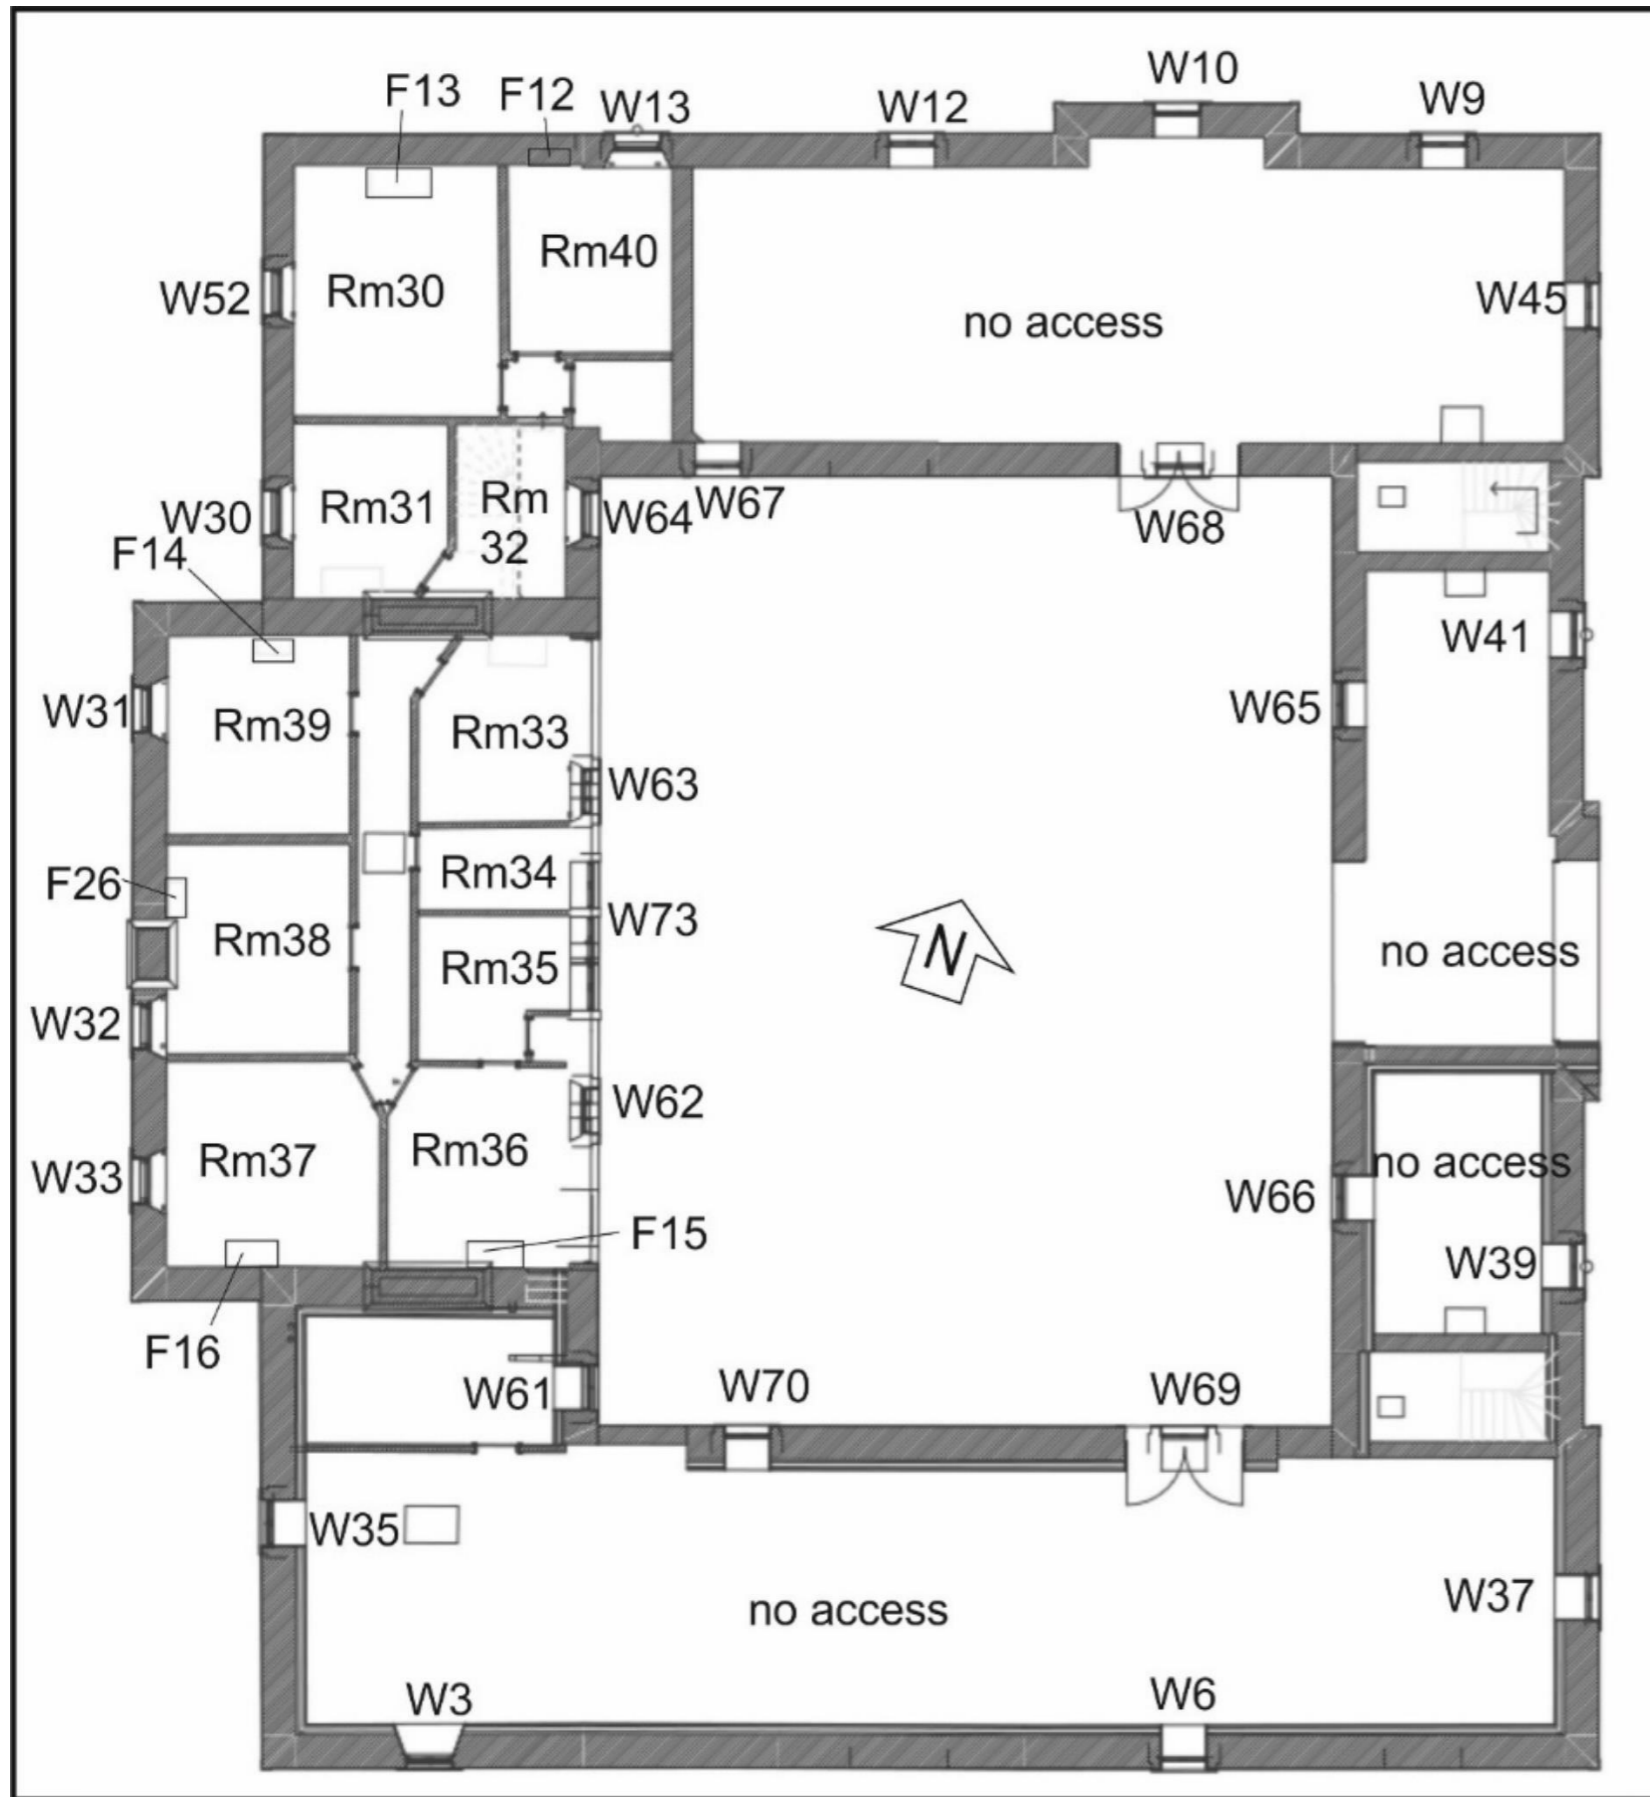 W10
F13 F12 W13 W12 W9
Rm40
W52 Rm30 W45
no access
W30 Rm31 Rm W64 W67
32
W68
F14
W41
W31 Rm39 Rm33 W65
W63
Rm34
F26 W73
Rm38 Rm35 N no access
W32
W62
W33 Rm37 Rm36 no access
W66
F15
W39
F16
W61 W70 W69
W35
W37
no access
W3 W6